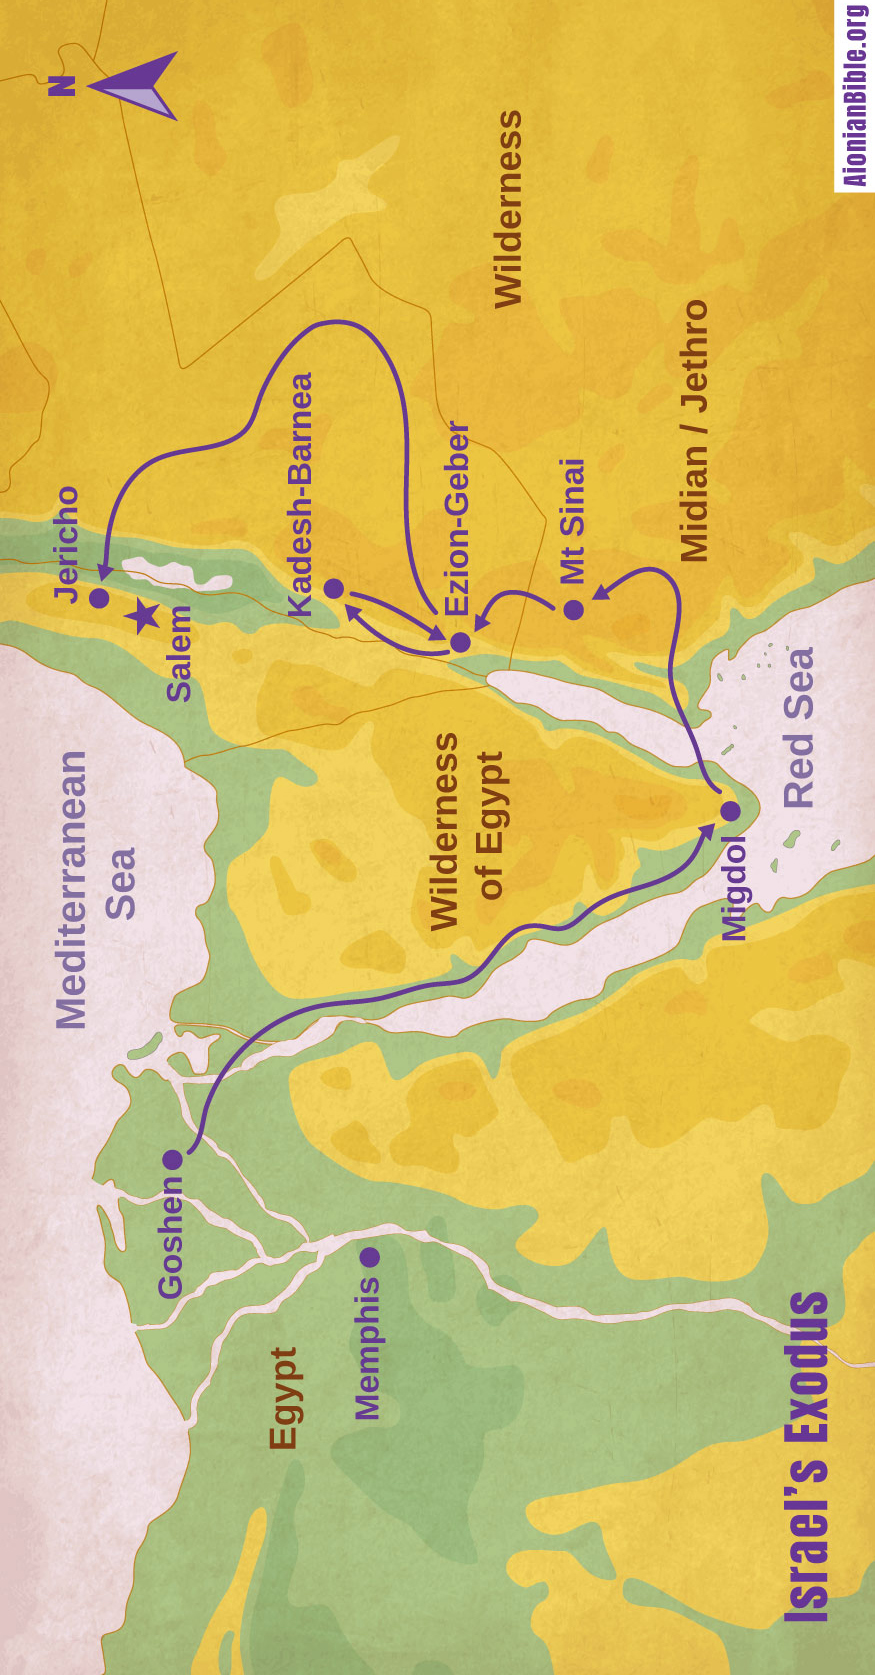 AionianBible.org
N
Mediterranean
Sea
Jericho
Salem
Kadesh-Barnea
Wilderness
Ezion-Geber
Mt Sinai
Midian / Jethro
Wilderness
of Egypt
Red Sea
Migdol
Goshen
Memphis
Egypt
Israel's Exodus